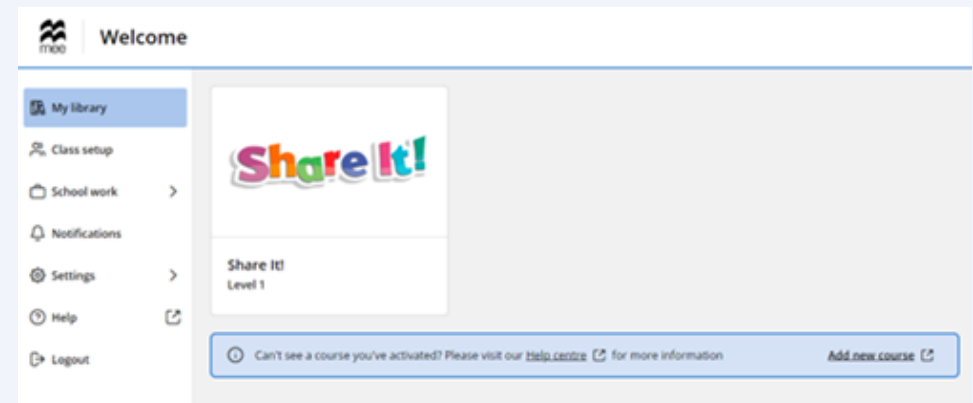 mee
Welcome
My library
Class setup
School work
Notifications
Settings
Help
Logout
Share It!
Share It!
Level 1
Can't see a course you've activated? Please visit our Help centre for more information
Add new course